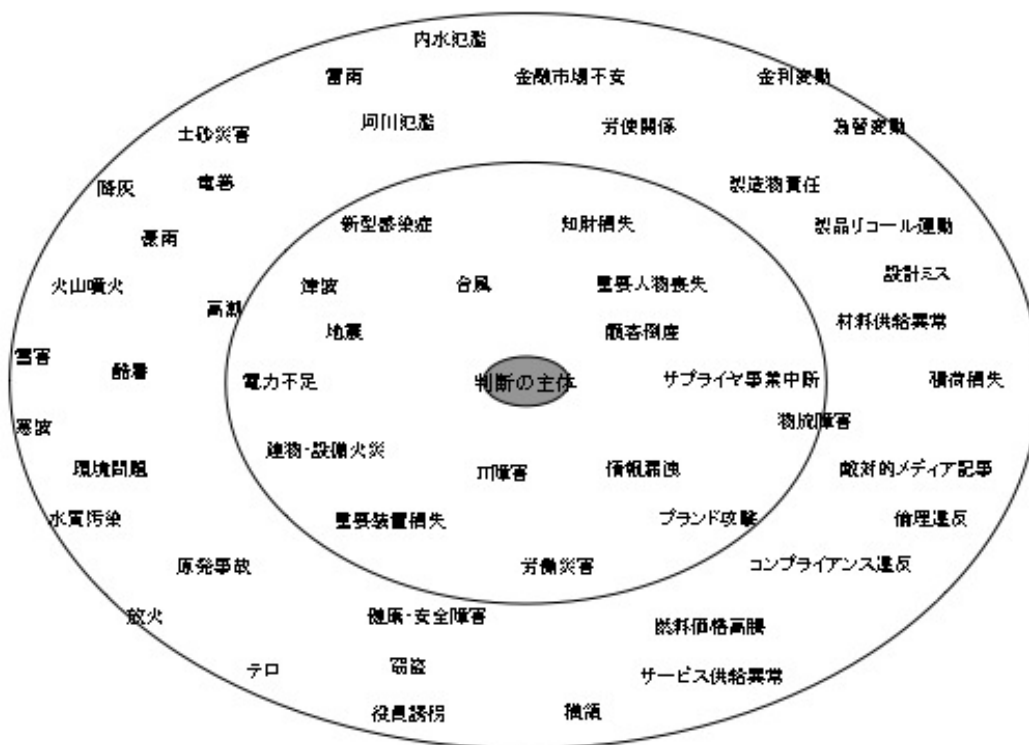 内水氾濫
雷雨
金融市場不安
金利変動
河川氾濫
労使関係
為替変動
土砂災害
降灰
竜巻
製造物責任
新型感染症
知財損失
製品リコール運動
豪雨
火山噴火
津波
台風
重要人物喪失
設計ミス
高潮
地震
顧客倒産
材料供給異常
雪害
酷暑
電力不足
判断の主体
サプライヤ事業中断
積荷損失
寒波
物流障害
環境問題
建物・設備火災
IT障害
情報漏洩
敵対的メディア記事
水質汚染
重要装置損失
ブランド攻撃
倫理違反
原発事故
労働災害
コンプライアンス違反
放火
健康・安全障害
燃料価格高騰
テロ
窃盗
サービス供給異常
役員誘拐
横領